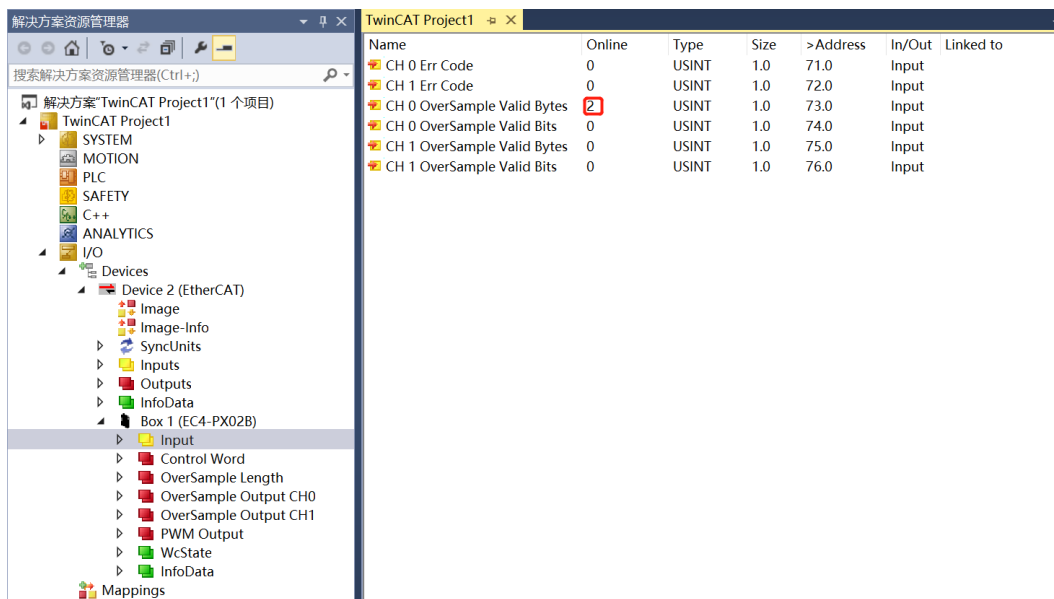 解决方案资源管理器
搜索解决方案资源管理器(Ctrl+;)
解决方案"TwinCAT Project1"(1 个项目)
TwinCAT Project1
SYSTEM
MOTION
PLC
SAFETY
C++
ANALYTICS
I/O
Devices
Device 2 (EtherCAT)
Image
Image-Info
SyncUnits
Inputs
Outputs
InfoData
Box 1 (EC4-PX02B)
Input
Control Word
OverSample Length
OverSample Output CH0
OverSample Output CH1
PWM Output
WcState
InfoData
Mappings
TwinCAT Project1
Name Online Type Size >Address In/Out Linked to
CH 0 Err Code 0 USINT 1.0 71.0 Input
CH 1 Err Code 0 USINT 1.0 72.0 Input
CH 0 OverSample Valid Bytes 2 USINT 1.0 73.0 Input
CH 0 OverSample Valid Bits 0 USINT 1.0 74.0 Input
CH 1 OverSample Valid Bytes 0 USINT 1.0 75.0 Input
CH 1 OverSample Valid Bits 0 USINT 1.0 76.0 Input